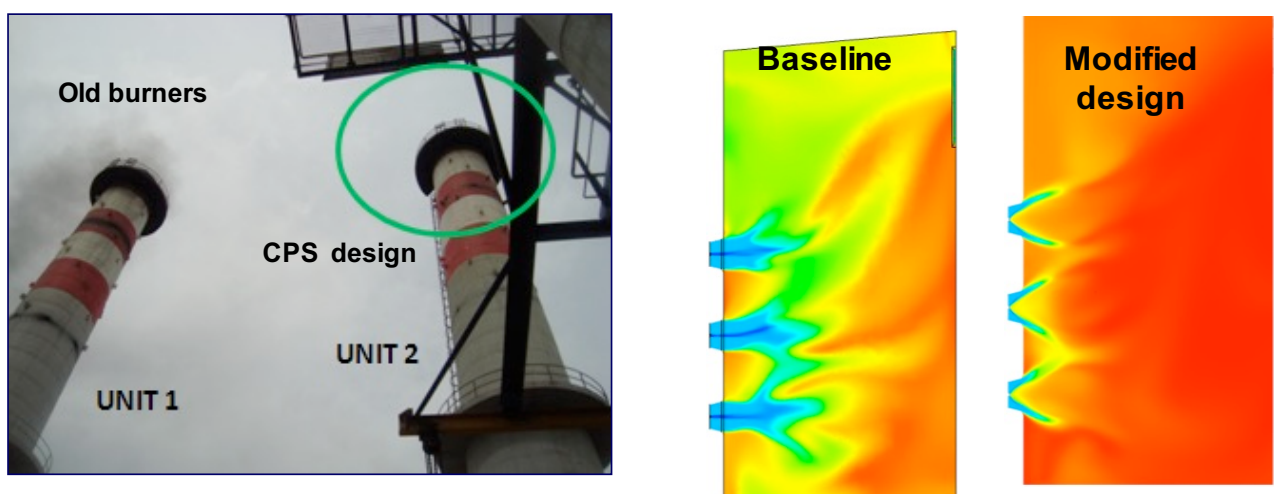 Old burners
CPS design
UNIT 2
UNIT 1
Baseline
Modified
design